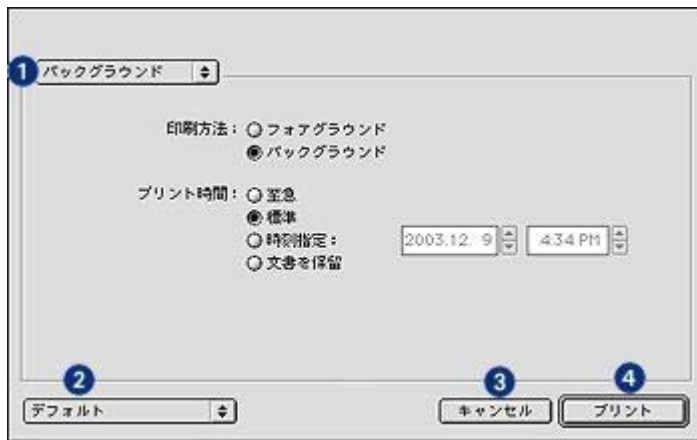 1 バックグラウンド
印刷方法： フォアグラウンド
バックグラウンド
プリント時間： 至急
標準
時刻指定： 2003.12. 9 4:34 PM
文書を保留
2
3
4
デフォルト
キャンセル
プリント